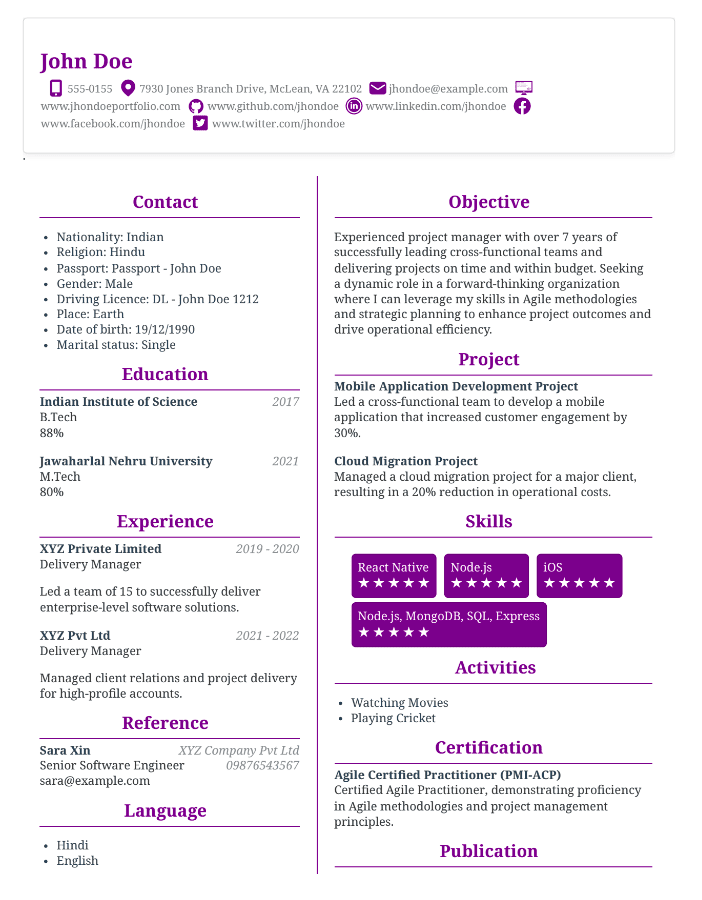 John Doe
555-0155 7930 Jones Branch Drive, McLean, VA 22102 jhondoe@example.com
www.jhondoeportfolio.com www.github.com/jhondoe www.linkedin.com/jhondoe
www.facebook.com/jhondoe www.twitter.com/jhondoe
.
Contact
• Nationality: Indian
• Religion: Hindu
• Passport: Passport - John Doe
• Gender: Male
• Driving Licence: DL - John Doe 1212
• Place: Earth
• Date of birth: 19/12/1990
• Marital status: Single
Education
Indian Institute of Science 2017
B.Tech
88%
Jawaharlal Nehru University 2021
M.Tech
80%
Experience
XYZ Private Limited 2019 - 2020
Delivery Manager
Led a team of 15 to successfully deliver
enterprise-level software solutions.
XYZ Pvt Ltd 2021 - 2022
Delivery Manager
Managed client relations and project delivery
for high-profile accounts.
Reference
Sara Xin XYZ Company Pvt Ltd
Senior Software Engineer 09876543567
sara@example.com
Language
• Hindi
• English
Objective
Experienced project manager with over 7 years of
successfully leading cross-functional teams and
delivering projects on time and within budget. Seeking
a dynamic role in a forward-thinking organization
where I can leverage my skills in Agile methodologies
and strategic planning to enhance project outcomes and
drive operational efficiency.
Project
Mobile Application Development Project
Led a cross-functional team to develop a mobile
application that increased customer engagement by
30%.
Cloud Migration Project
Managed a cloud migration project for a major client,
resulting in a 20% reduction in operational costs.
Skills
React Native Node.js iOS
★★★★★ ★★★★★ ★★★★★
Node.js, MongoDB, SQL, Express
★★★★★
Activities
• Watching Movies
• Playing Cricket
Certification
Agile Certified Practitioner (PMI-ACP)
Certified Agile Practitioner, demonstrating proficiency
in Agile methodologies and project management
principles.
Publication